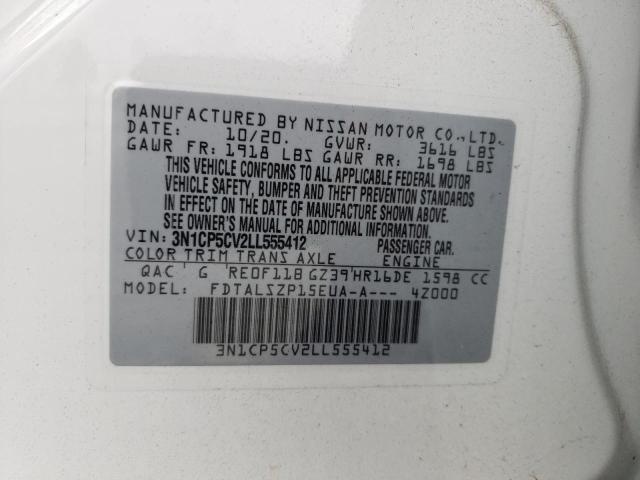 MANUFACTURED BY NISSAN MOTOR CO.,LTD.
DATE: 10/20. GVWR: 3616 LBS
GAWR FR: 1918 LBS GAWR RR: 1698 LBS
THIS VEHICLE CONFORMS TO ALL APPLICABLE FEDERAL MOTOR
VEHICLE SAFETY, BUMPER AND THEFT PREVENTION STANDARDS
IN EFFECT ON THE DATE OF MANUFACTURE SHOWN ABOVE.
SEE OWNER'S MANUAL FOR ADDITIONAL INFORMATION
VIN: 3N1CP5CV2LL555412 PASSENGER CAR.
COLOR TRIM TRANS AXLE ENGINE
QAC G RE0F11B GZ39 HR16DE 1598 CC
MODEL: FDTALSZP15EUA-A--- 4Z000
3N1CP5CV2LL555412